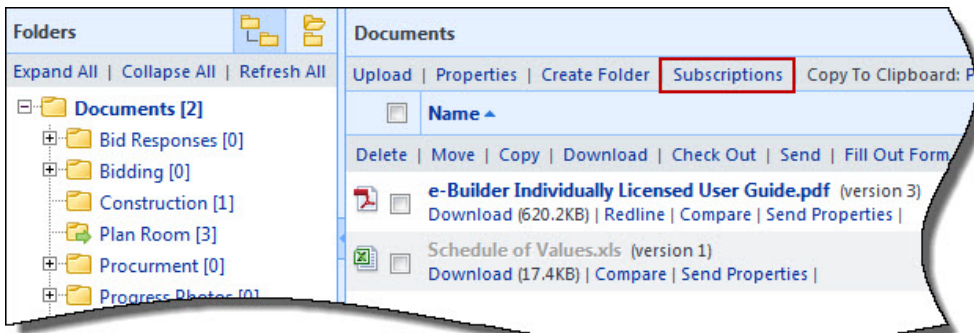 Folders
Expand All | Collapse All | Refresh All
Documents [2]
Bid Responses [0]
Bidding [0]
Construction [1]
Plan Room [3]
Procurment [0]
Progress Photos [0]
Documents
Upload | Properties | Create Folder | Subscriptions Copy To Clipboard:
Name
Delete | Move | Copy | Download | Check Out | Send | Fill Out Form
e-Builder Individually Licensed User Guide.pdf (version 3)
Download (620.2KB) | Redline | Compare | Send Properties |
Schedule of Values.xls (version 1)
Download (17.4KB) | Compare | Send Properties |